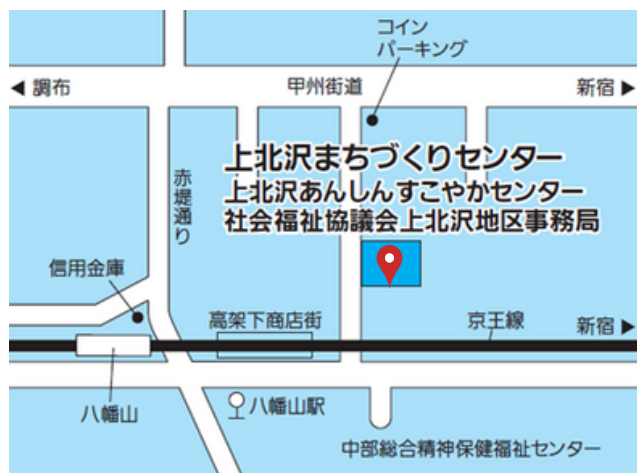 コイン
パーキング
◀ 調布
甲州街道
新宿 ▶
上北沢まちづくりセンター
上北沢あんしんすこやかセンター
社会福祉協議会上北沢地区事務局
赤堤通り
信用金庫
高架下商店街
京王線
新宿 ▶
八幡山
八幡山駅
中部総合精神保健福祉センター